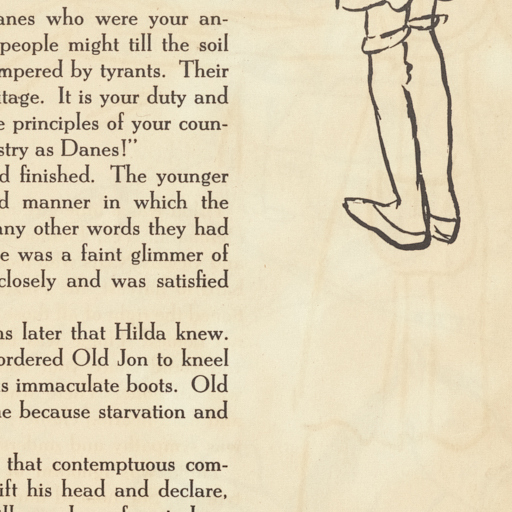 anes who were your an-
people might till the soil
mpered by tyrants. Their
tage. It is your duty and
e principles of your coun-
stry as Danes!"
d finished. The younger
d manner in which the
any other words they had
e was a faint glimmer of
closely and was satisfied
ns later that Hilda knew.
ordered Old Jon to kneel
s immaculate boots. Old
ne because starvation and
that contemptuous com-
ift his head and declare,